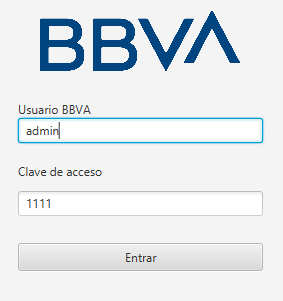 BBVA
Usuario BBVA
admin
Clave de acceso
1111
Entrar